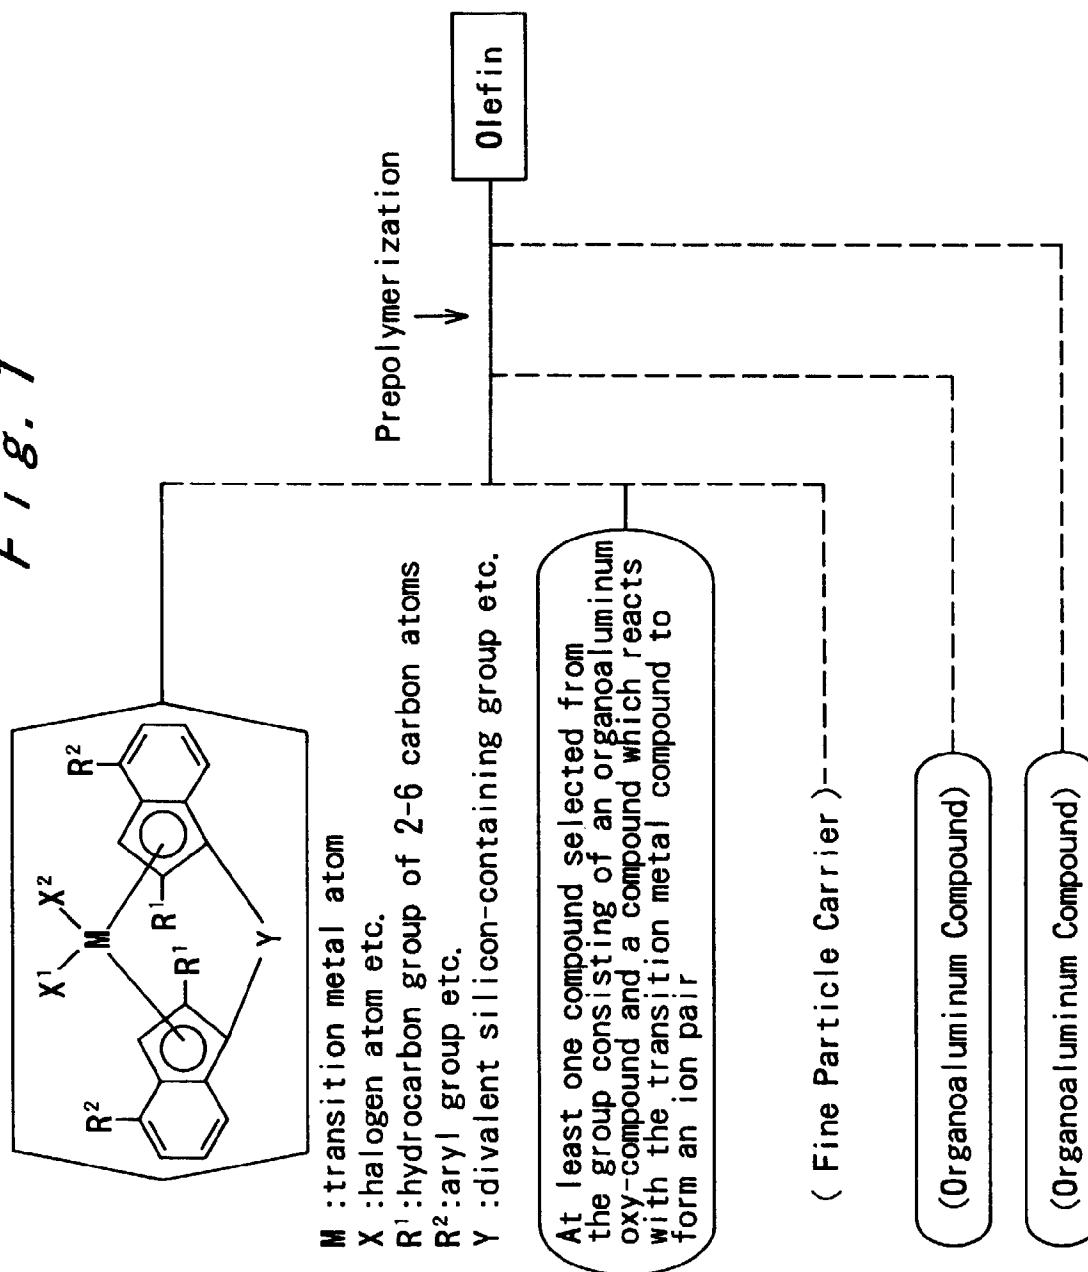 Fig. 1
X¹ X²
M
R² R¹ R¹ R²
Y
M :transition metal atom
X :halogen atom etc.
R¹:hydrocarbon group of 2-6 carbon atoms
R²:aryl group etc.
Y :divalent silicon-containing group etc.
At least one compound selected from
the group consisting of an organoaluminum
oxy-compound and a compound which reacts
with the transition metal compound to
form an ion pair
(Fine Particle Carrier)
(Organoaluminum Compound)
(Organoaluminum Compound)
Prepolymerization
Olefin